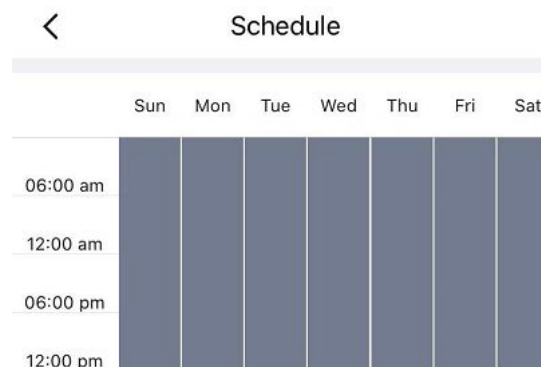 Schedule
Sun Mon Tue Wed Thu Fri Sat
06:00 am
12:00 am
06:00 pm
12:00 pm